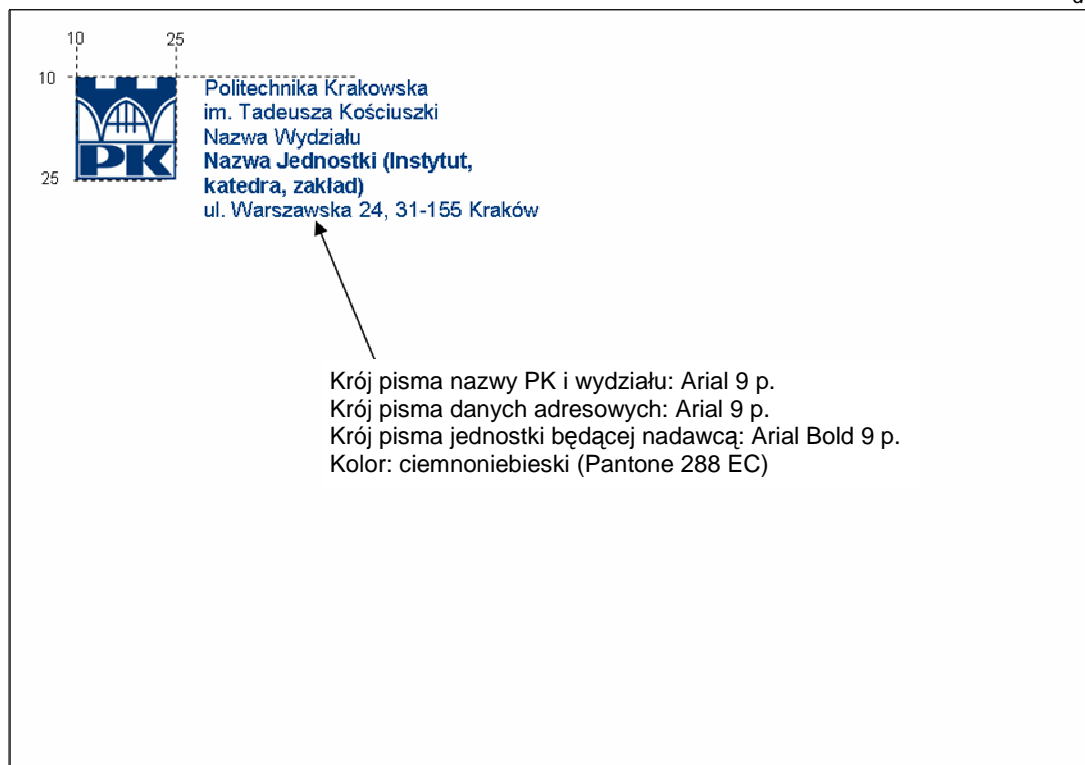 10 25
10
Politechnika Krakowska
im. Tadeusza Kościuszki
Nazwa Wydziału
PK
Nazwa Jednostki (Instytut,
25
katedra, zakład)
ul. Warszawska 24, 31-155 Kraków
Krój pisma nazwy PK i wydziału: Arial 9 p.
Krój pisma danych adresowych: Arial 9 p.
Krój pisma jednostki będącej nadawcą: Arial Bold 9 p.
Kolor: ciemnoniebieski (Pantone 288 EC)